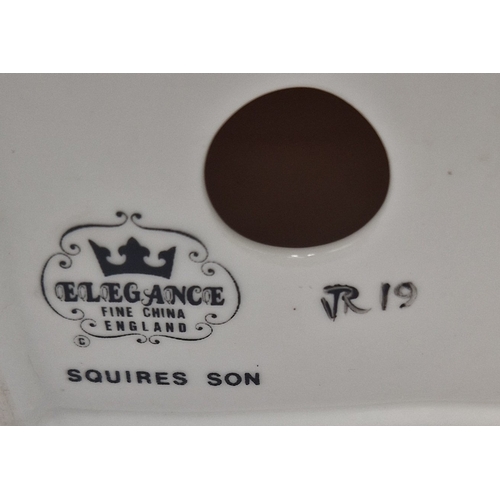 ELEGANCE
FINE CHINA
ENGLAND
©
SQUIRES SON
JR 19